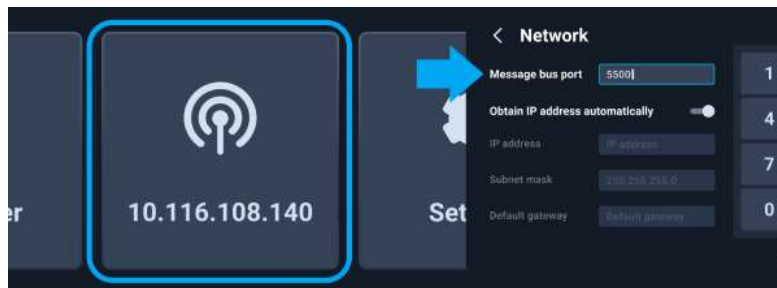 er
10.116.108.140
Set
Network
Message bus port 5500
Obtain IP address automatically
IP address IP address
Subnet mask 255.255.255.0
Default gateway Default gateway
1
4
7
0